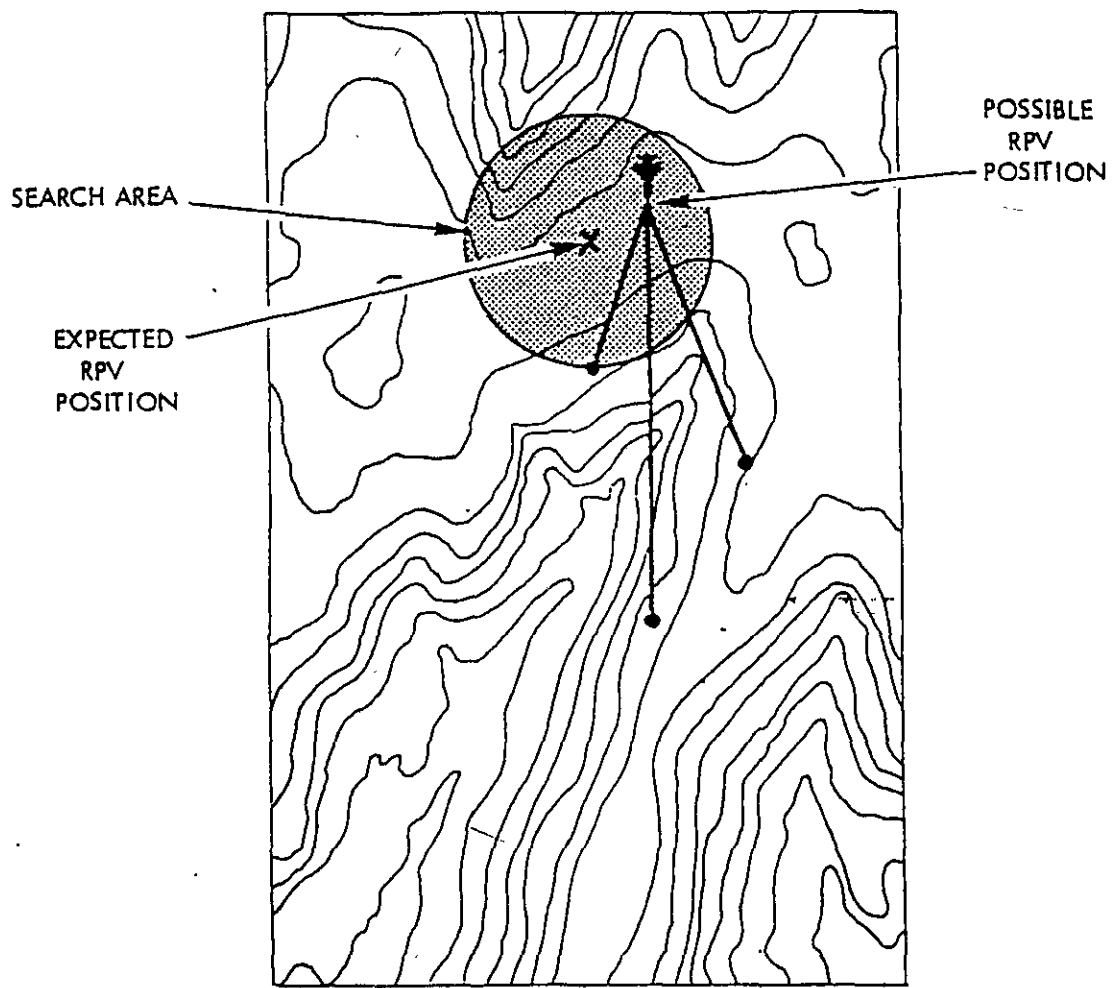 POSSIBLE
RPV
POSITION
SEARCH AREA
EXPECTED
RPV
POSITION